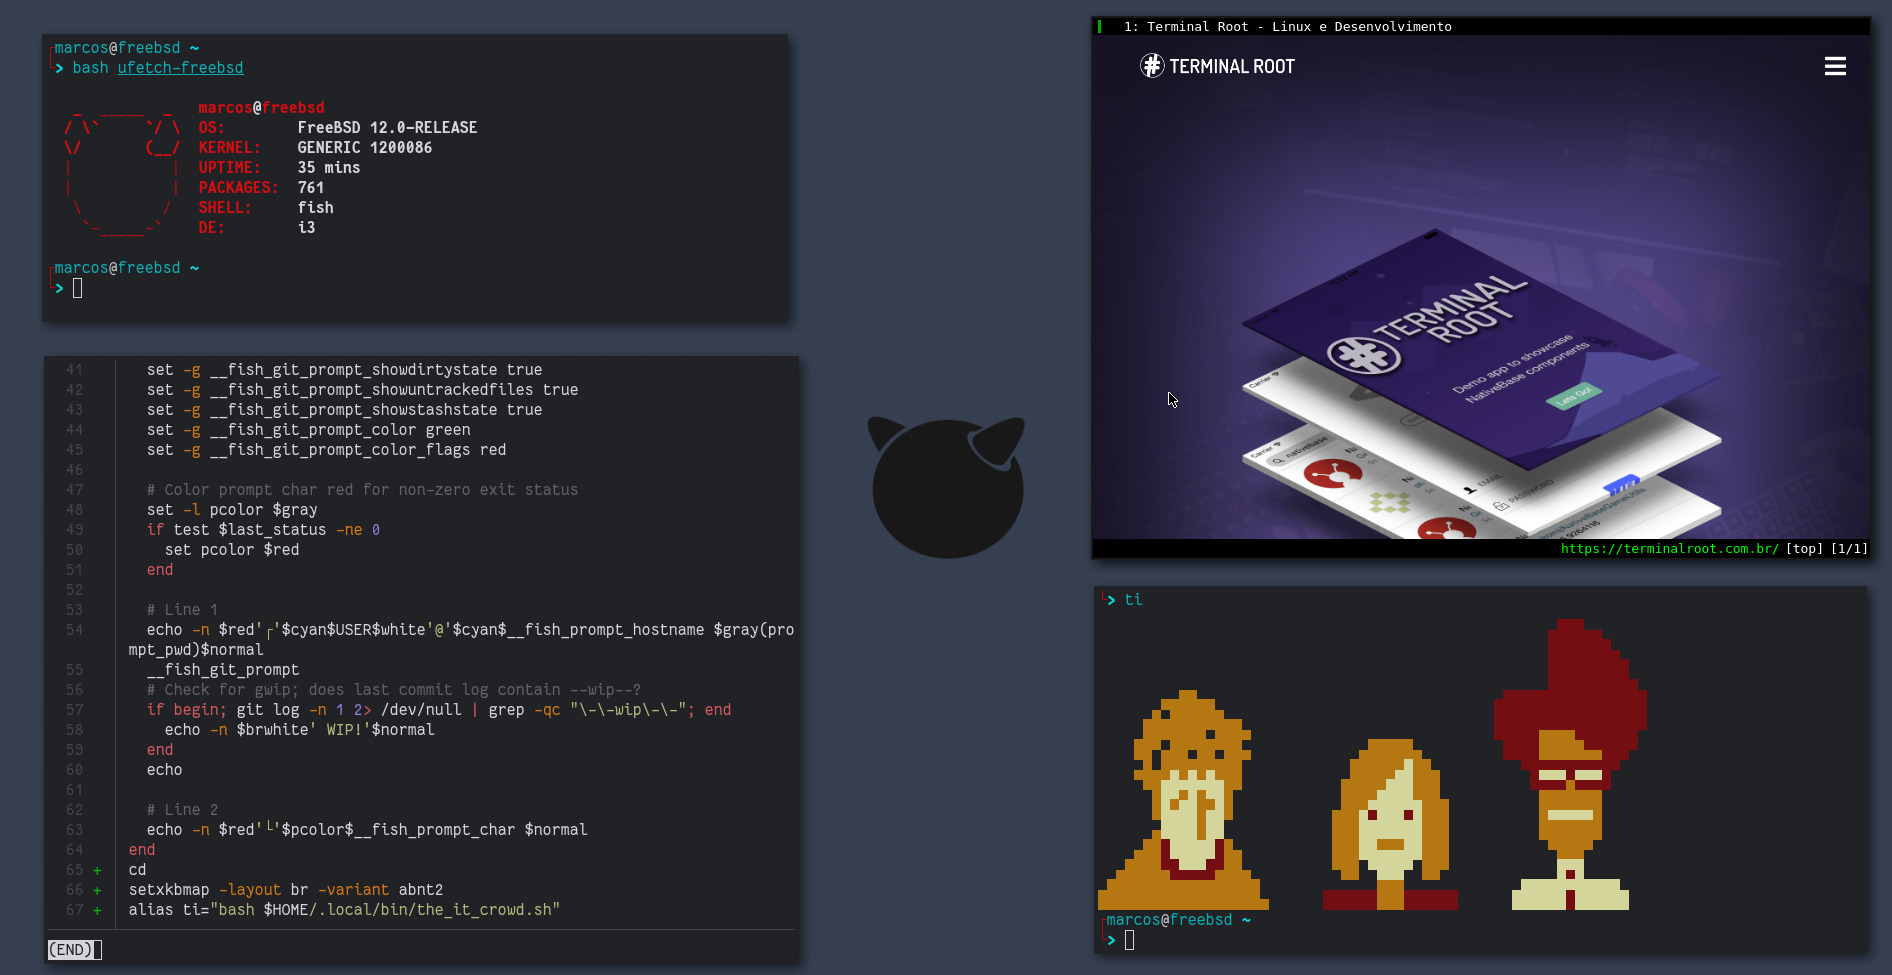 marcos@freebsd ~
> bash ufetch-freebsd
marcos@freebsd
OS: FreeBSD 12.0-RELEASE
KERNEL: GENERIC 1200086
UPTIME: 35 mins
PACKAGES: 761
SHELL: fish
DE: i3
marcos@freebsd ~
>
41 set -g __fish_git_prompt_showdirtystate true
42 set -g __fish_git_prompt_showuntrackedfiles true
43 set -g __fish_git_prompt_showstashstate true
44 set -g __fish_git_prompt_color green
45 set -g __fish_git_prompt_color_flags red
46
47 # Color prompt char red for non-zero exit status
48 set -l pcolor $gray
49 if test $last_status -ne 0
50 set pcolor $red
51 end
52
53 # Line 1
54 echo -n $red'┌'$cyan$USER$white'@'$cyan$__fish_prompt_hostname $gray(pro
mpt_pwd)$normal
55 __fish_git_prompt
56 # Check for gwip; does last commit log contain --wip--?
57 if begin; git log -n 1 2> /dev/null | grep -qc "\-\-wip\-\-"; end
58 echo -n $brwhite' WIP!'$normal
59 end
60 echo
61
62 # Line 2
63 echo -n $red'└'$pcolor$__fish_prompt_char $normal
64 end
65 + cd
66 + setxkbmap -layout br -variant abnt2
67 + alias ti="bash $HOME/.local/bin/the_it_crowd.sh"
(END)
1: Terminal Root - Linux e Desenvolvimento
TERMINAL ROOT
TERMINAL
ROOT
Demo app to showcase
NativeBase components
Lets Go!
Carrier
Carrier
nativebase
EMAIL
PASSWORD
https://terminalroot.com.br/ [top] [1/1]
> ti
marcos@freebsd ~
>